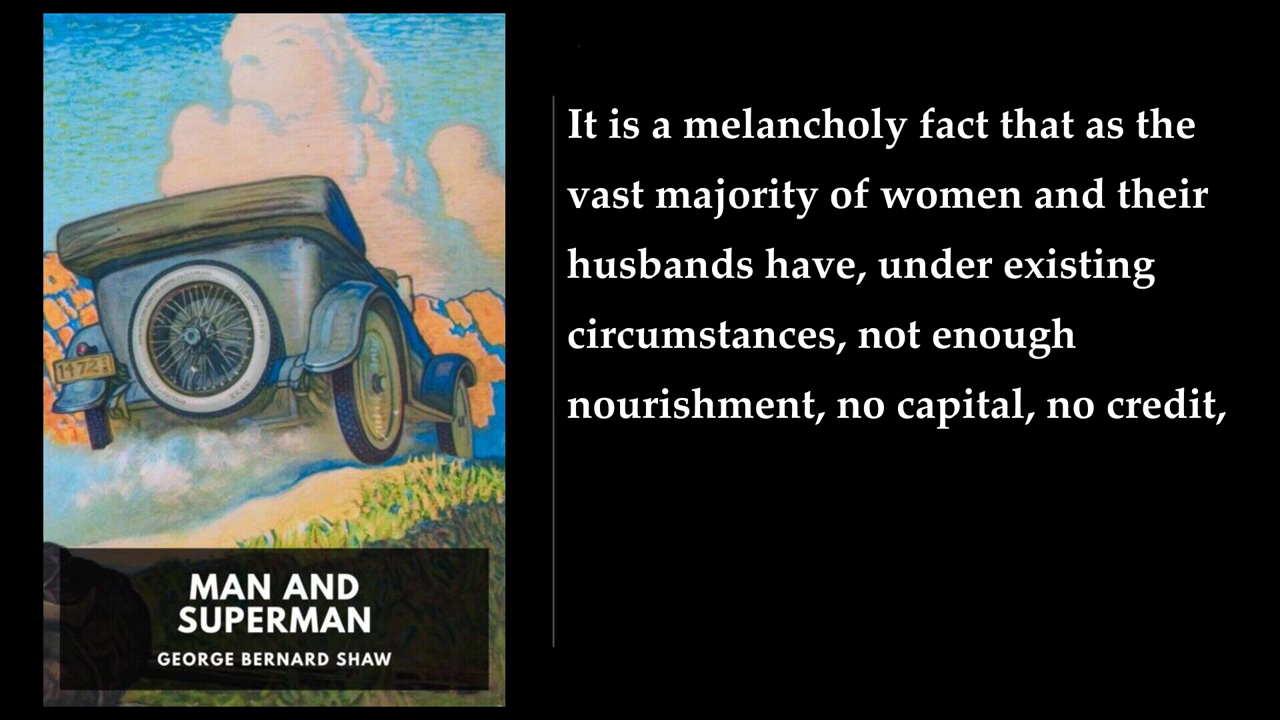 It is a melancholy fact that as the
vast majority of women and their
husbands have, under existing
circumstances, not enough
nourishment, no capital, no credit,
1472
MAN AND
SUPERMAN
GEORGE BERNARD SHAW